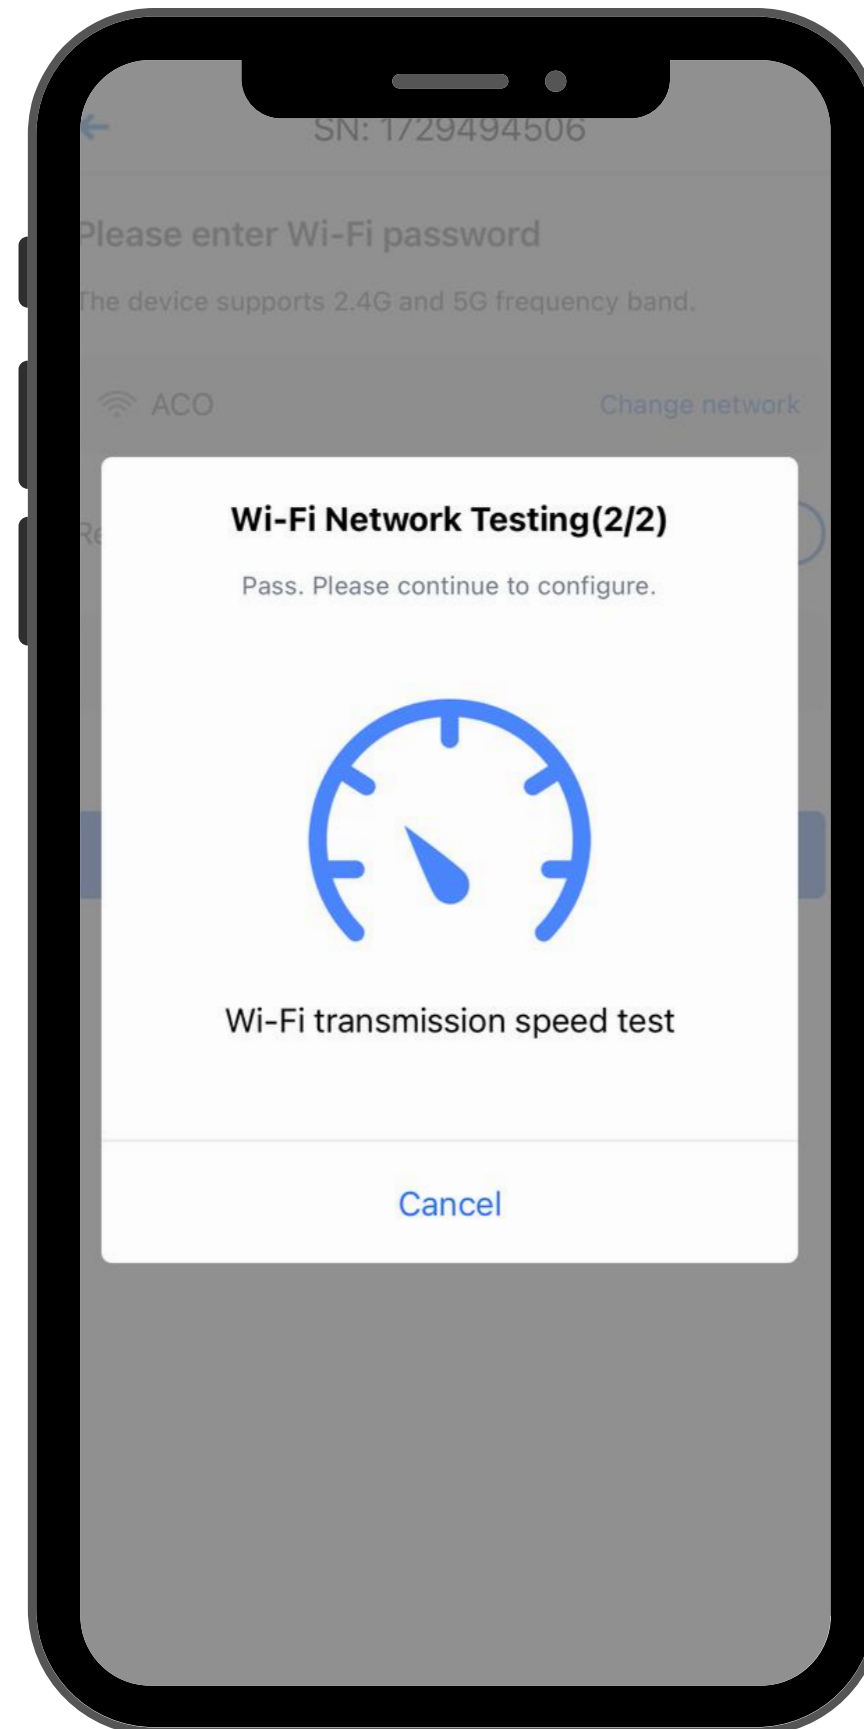 SN: 1729494506
Please enter Wi-Fi password
The device supports 2.4G and 5G frequency band.
ACO
Change network
Wi-Fi Network Testing(2/2)
Pass. Please continue to configure.
Wi-Fi transmission speed test
Cancel